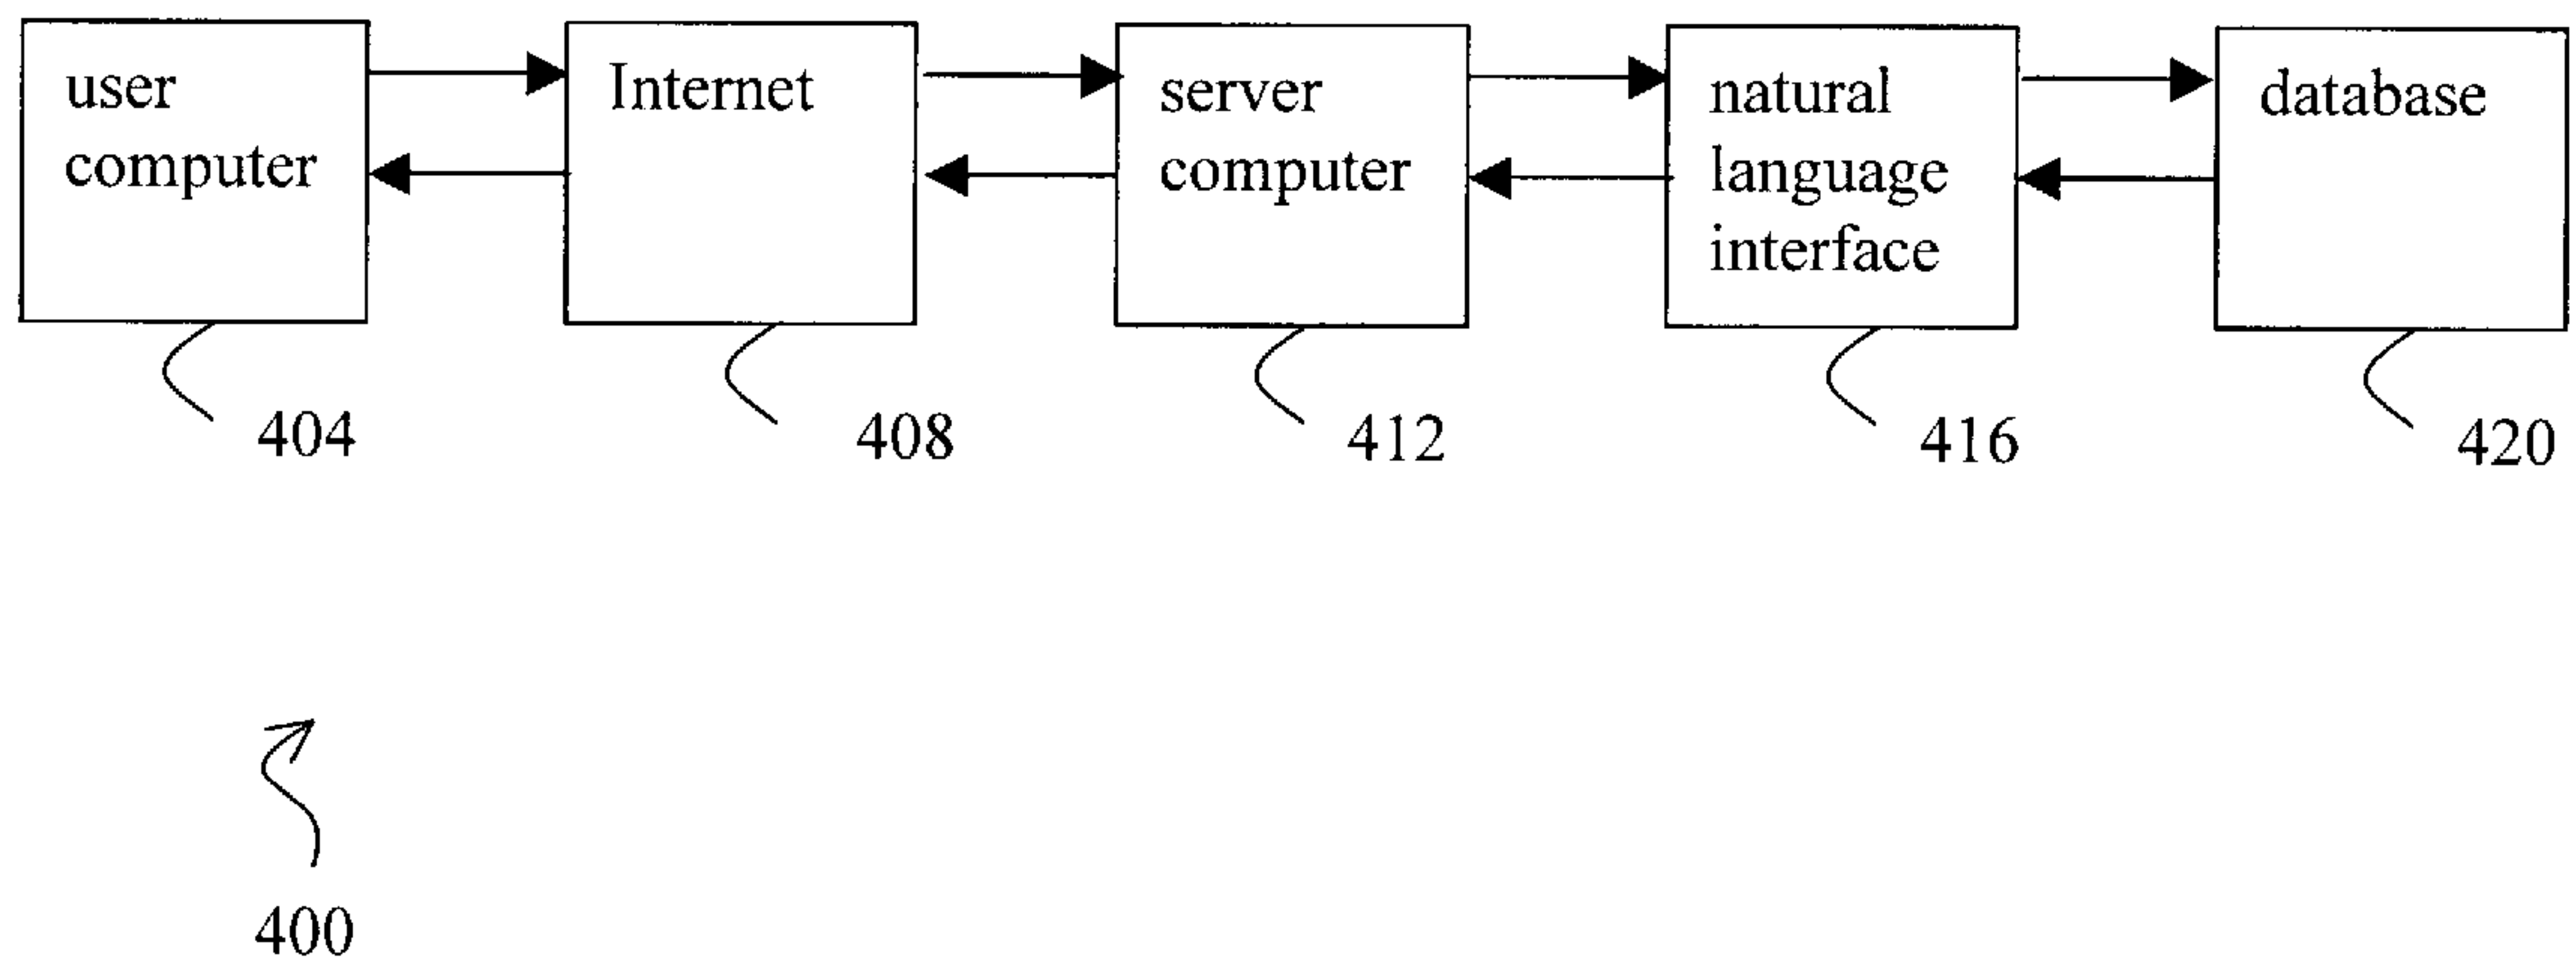 user
computer
Internet
server
computer
natural
language
interface
database
404
408
412
416
420
400